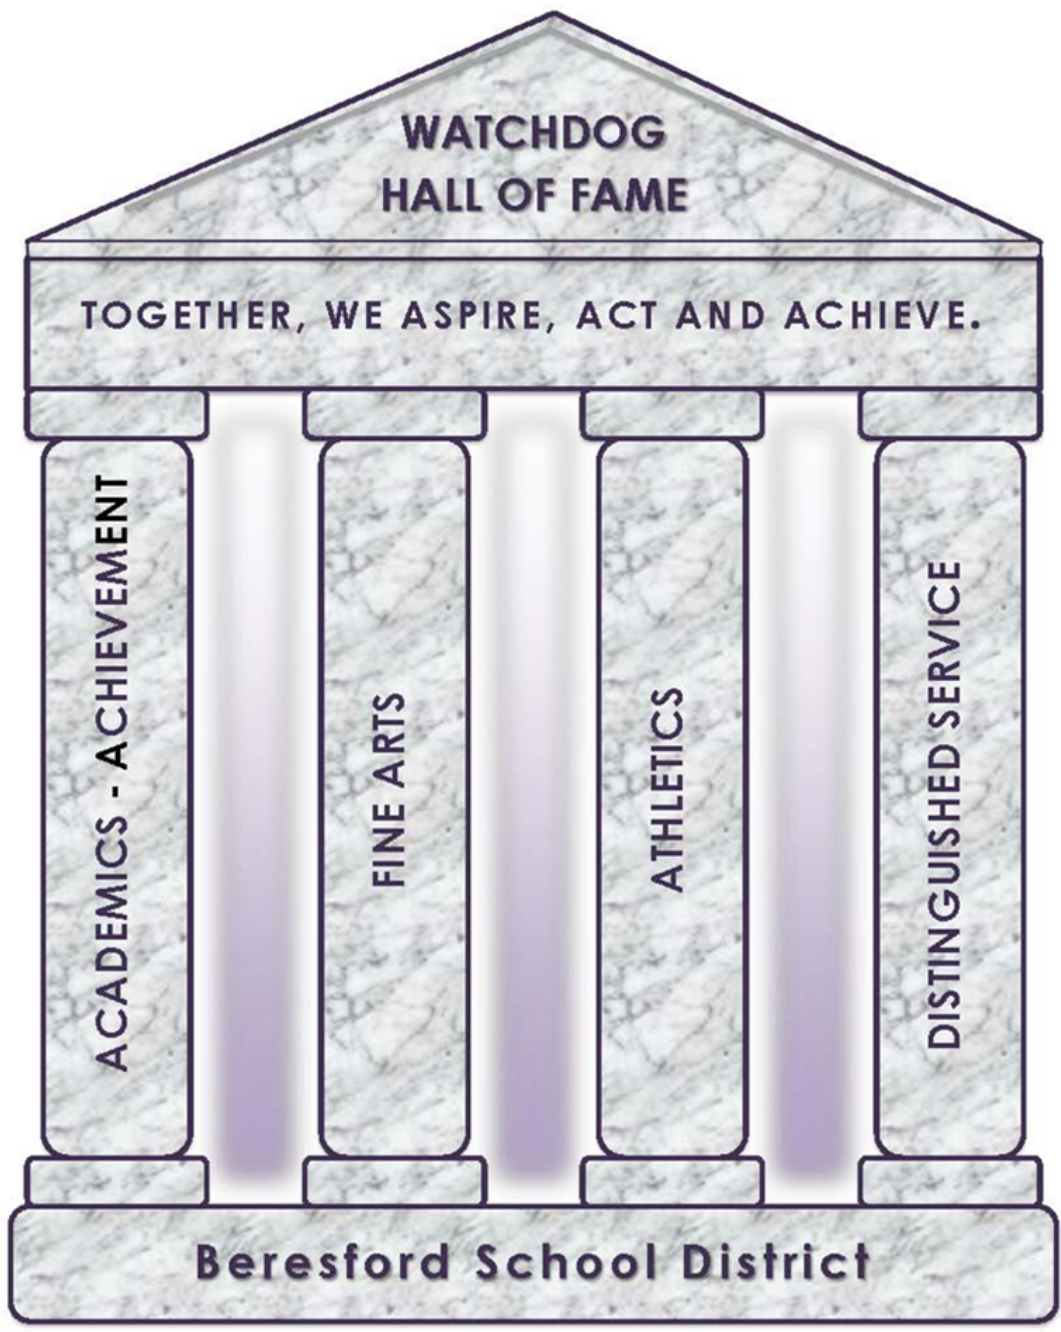 WATCHDOG
HALL OF FAME
TOGETHER, WE ASPIRE, ACT AND ACHIEVE.
ACADEMICS - ACHIEVEMENT
FINE ARTS
ATHLETICS
DISTINGUISHED SERVICE
Beresford School District